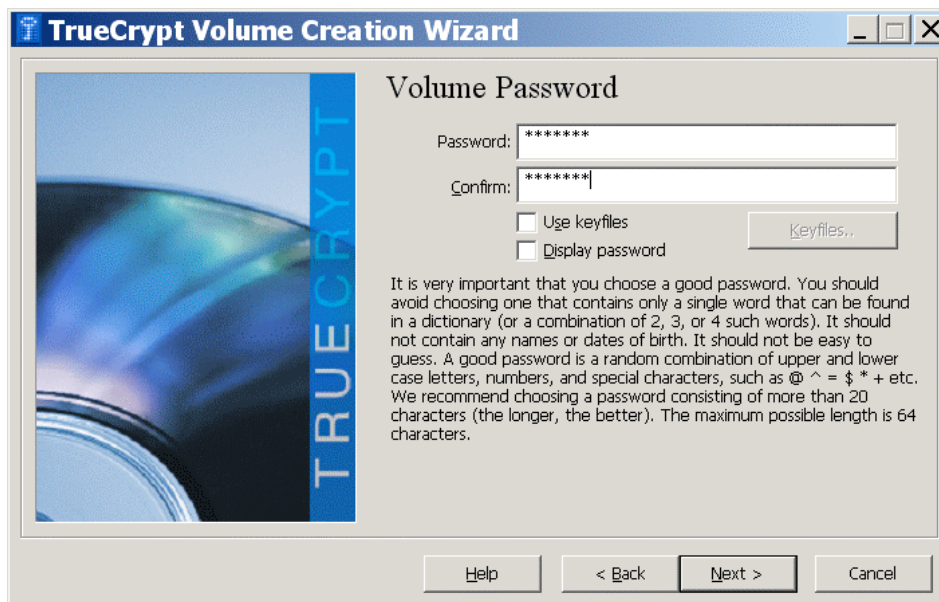 TrueCrypt Volume Creation Wizard
TRUECRYPT
Volume Password
Password: *******
Confirm: *******
Use keyfiles
Keyfiles..
Display password
It is very important that you choose a good password. You should
avoid choosing one that contains only a single word that can be found
in a dictionary (or a combination of 2, 3, or 4 such words). It should
not contain any names or dates of birth. It should not be easy to
guess. A good password is a random combination of upper and lower
case letters, numbers, and special characters, such as @ ^ = $ * + etc.
We recommend choosing a password consisting of more than 20
characters (the longer, the better). The maximum possible length is 64
characters.
Help
< Back
Next >
Cancel